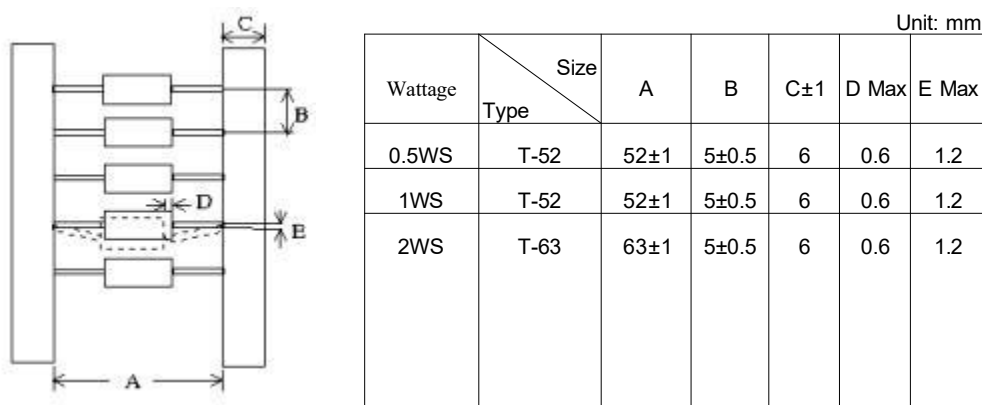 C
B
D
E
A
Unit: mm
Wattage Size Type A B C±1 D Max E Max
0.5WS T-52 52±1 5±0.5 6 0.6 1.2
1WS T-52 52±1 5±0.5 6 0.6 1.2
2WS T-63 63±1 5±0.5 6 0.6 1.2